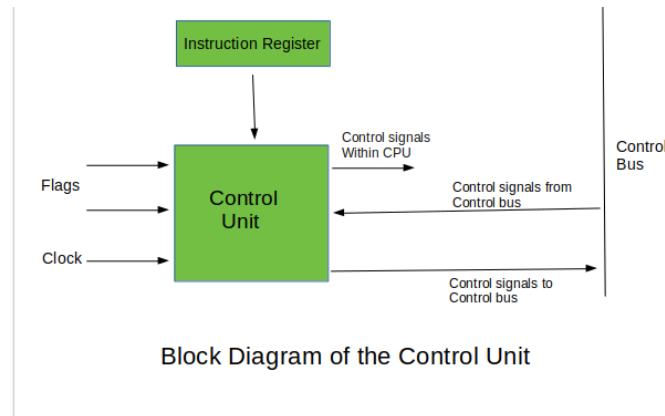 Instruction Register
Control signals
Within CPU
Control
Bus
Flags
Control
Unit
Control signals from
Control bus
Clock
Control signals to
Control bus
Block Diagram of the Control Unit